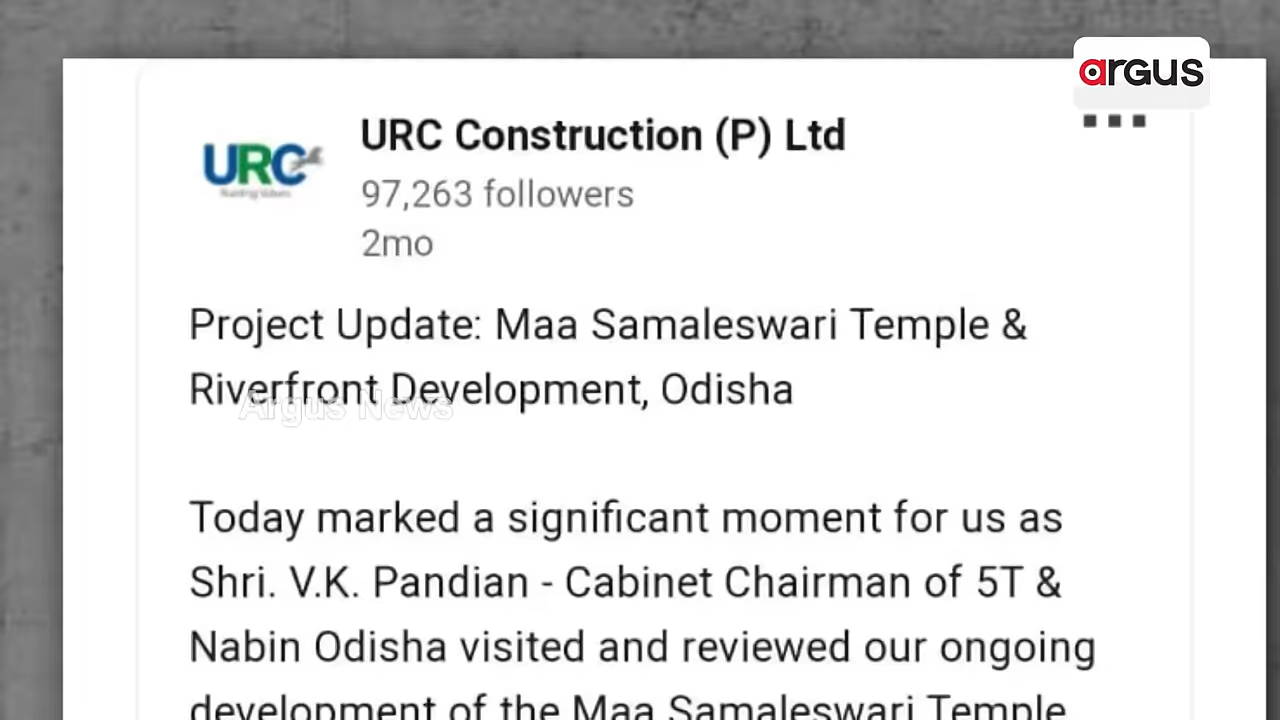 argus
URC
URC Construction (P) Ltd
97,263 followers
2mo
Project Update: Maa Samaleswari Temple &
Riverfront Development, Odisha
Argus News
Today marked a significant moment for us as
Shri. V.K. Pandian - Cabinet Chairman of 5T &
Nabin Odisha visited and reviewed our ongoing
development of the Maa Samaleswari Temple